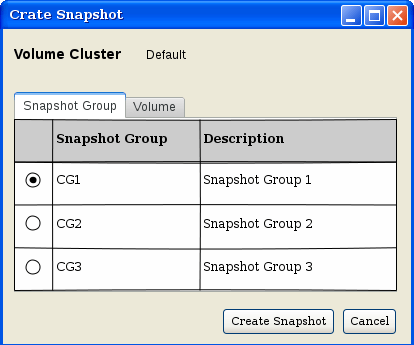 Crate Snapshot
Volume Cluster Default
Snapshot Group Volume
Snapshot Group Description
CG1 Snapshot Group 1
CG2 Snapshot Group 2
CG3 Snapshot Group 3
Create Snapshot Cancel